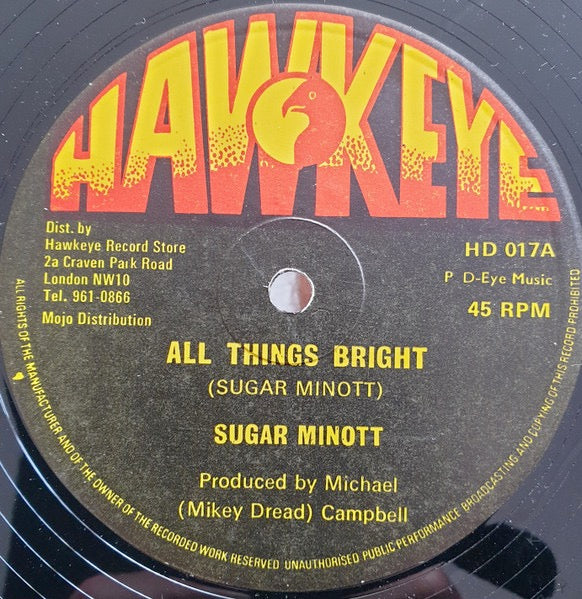 HAWKEYE
Dist. by
Hawkeye Record Store
2a Craven Park Road
London NW10
Tel. 961-0866
Mojo Distribution
HD 017A
P D-Eye Music
45 RPM
ALL THINGS BRIGHT
(SUGAR MINOTT)
SUGAR MINOTT
Produced by Michael
(Mikey Dread) Campbell
ALL RIGHTS OF THE MANUFACTURER AND OF THE OWNER OF THE RECORDED WORK RESERVED UNAUTHORISED PUBLIC PERFORMANCE BROADCASTING AND COPYING OF THIS RECORD PROHIBITED